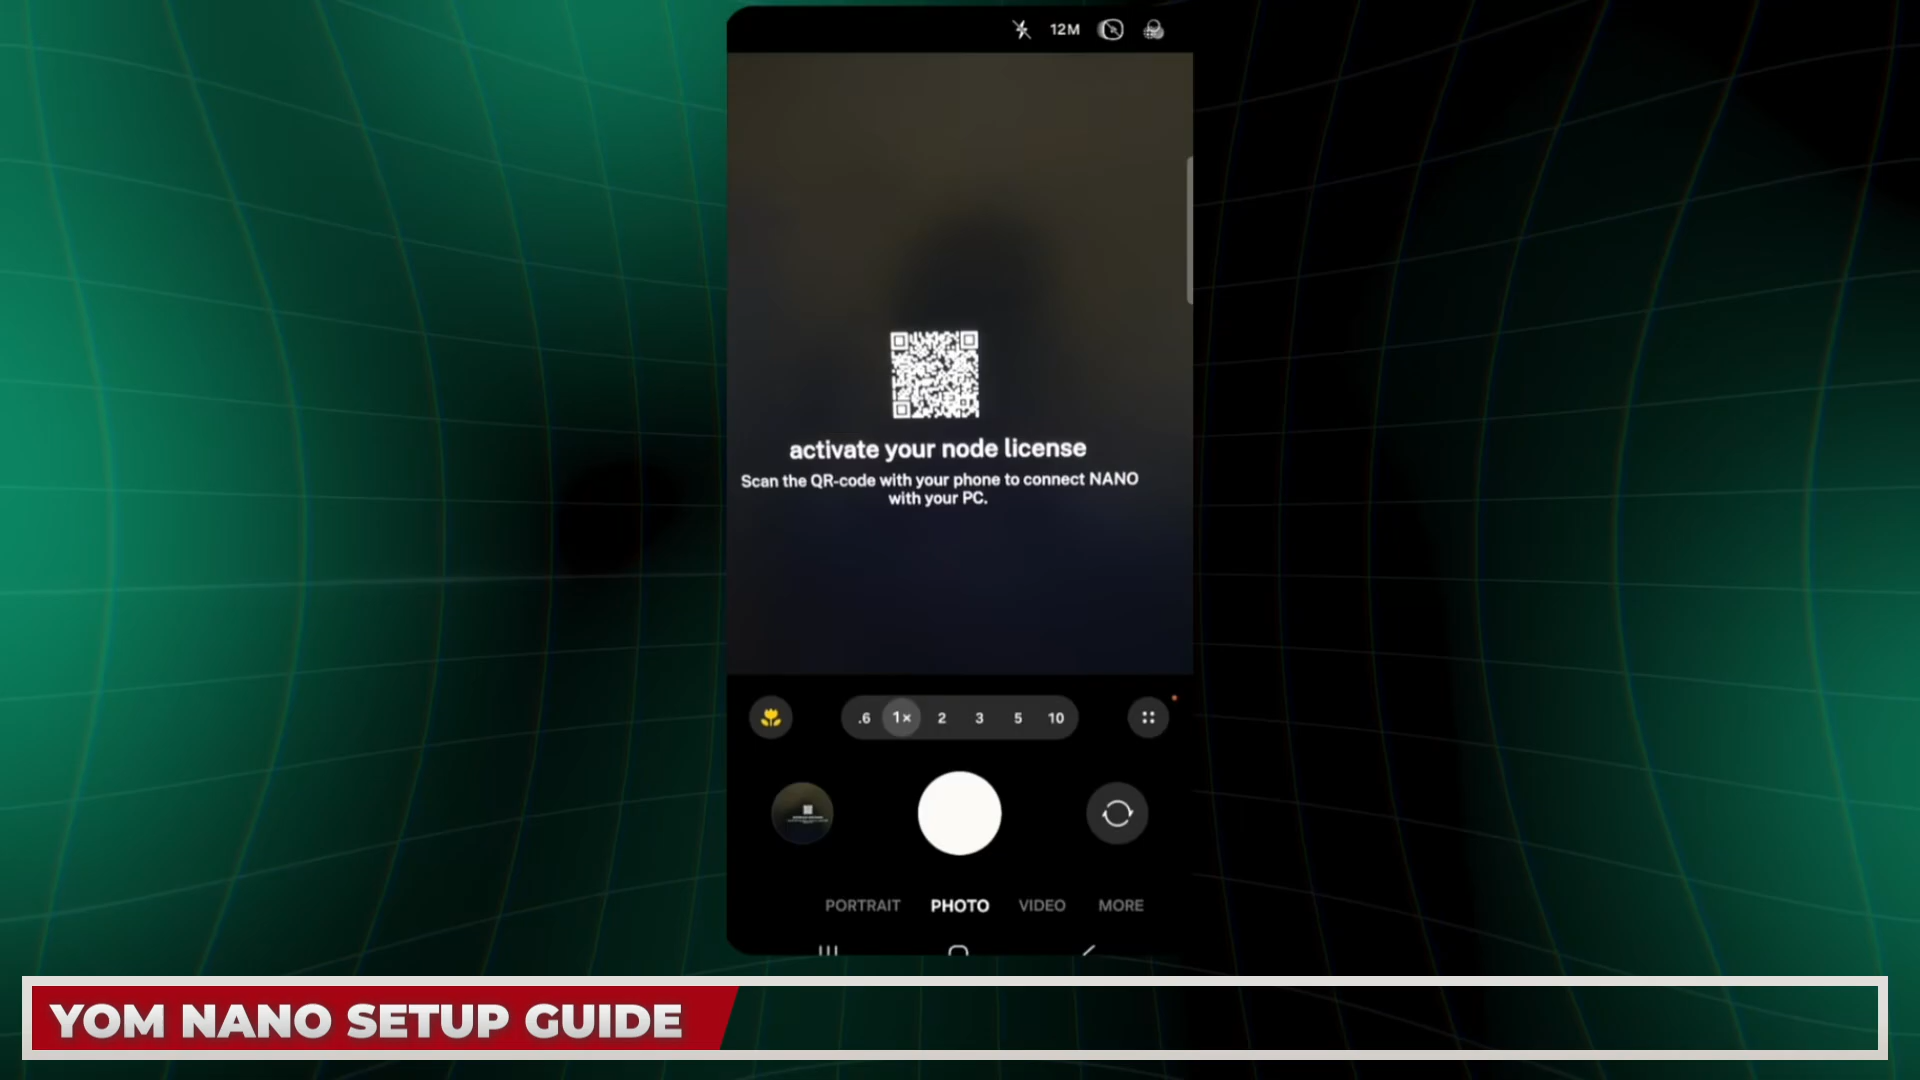 12M
activate your node license
Scan the QR-code with your phone to connect NANO
with your PC.
.6 1× 2 3 5 10
PORTRAIT PHOTO VIDEO MORE
YOM NANO SETUP GUIDE